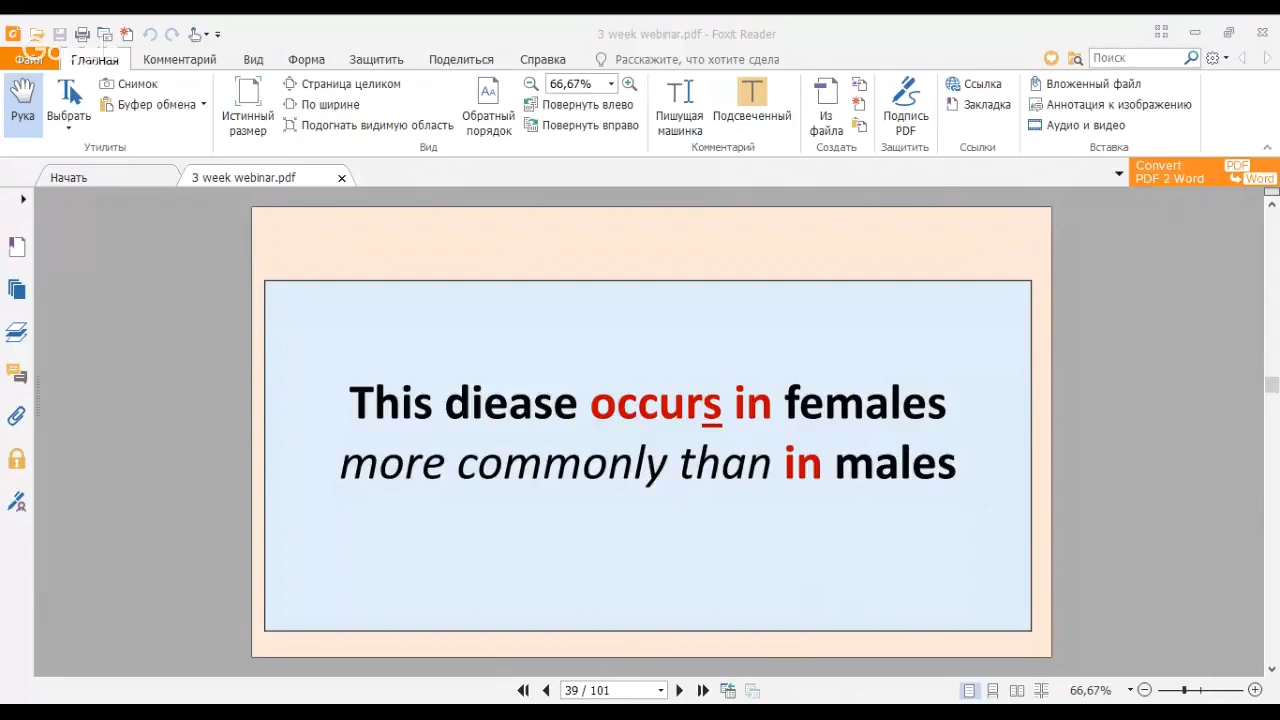 3 week webinar.pdf - Foxit Reader
Файл Главная Комментарий Вид Форма Защитить Поделиться Справка Расскажите, что хотите сделать Поиск
Рука
Выбрать
Снимок
Буфер обмена
Утилиты
Истинный
размер
Страница целиком
По ширине
Подогнать видимую область
Обратный
порядок
66,67%
Повернуть влево
Повернуть вправо
Вид
Пишущая
машинка
Подсвеченный
Комментарий
Из
файла
Создать
Подпись
PDF
Защитить
Ссылка
Закладка
Ссылки
Вложенный файл
Аннотация к изображению
Аудио и видео
Вставка
Начать 3 week webinar.pdf
Convert PDF
PDF 2 Word Word
This diease occurs in females
more commonly than in males
39 / 101 66,67%